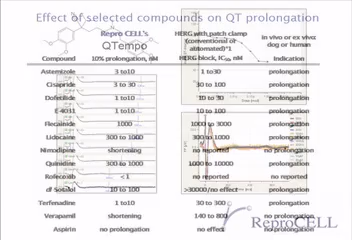 Effect of selected compounds on QT prolongation
Repro CELL's
QTempo
HERG with patch clamp
(conventional or
automated)*1
in vivo or ex vivo:
dog or human
Compound 10% prolongation, nM HERG block, IC50, nM Indication
Astemizole 3 to10 1 to30 prolongation
Cisapride 3 to 30 30 to 100 prolongation
Dofetilide 1 to10 10 to 30 prolongation
E-4031 1 to10 10 to 100 prolongation
Flecainide 1000 1000 to 3000 prolongation
Lidocaine 300 to 1000 300 to 1000 prolongation
Nimodipine shortening no reported no prolongation
Quinidine 300 to 1000 1000 to 10000 prolongation
Rofecoxib <1 no reported no reported
dl Sotalol 10 to 100 >30000/no effect prolongation
Terfenadine 1 to10 30 to 300 prolongation
Verapamil shortening 140 to 800 no prolongation
Aspirin no prolongation no effect no prolongation
ReproCELL